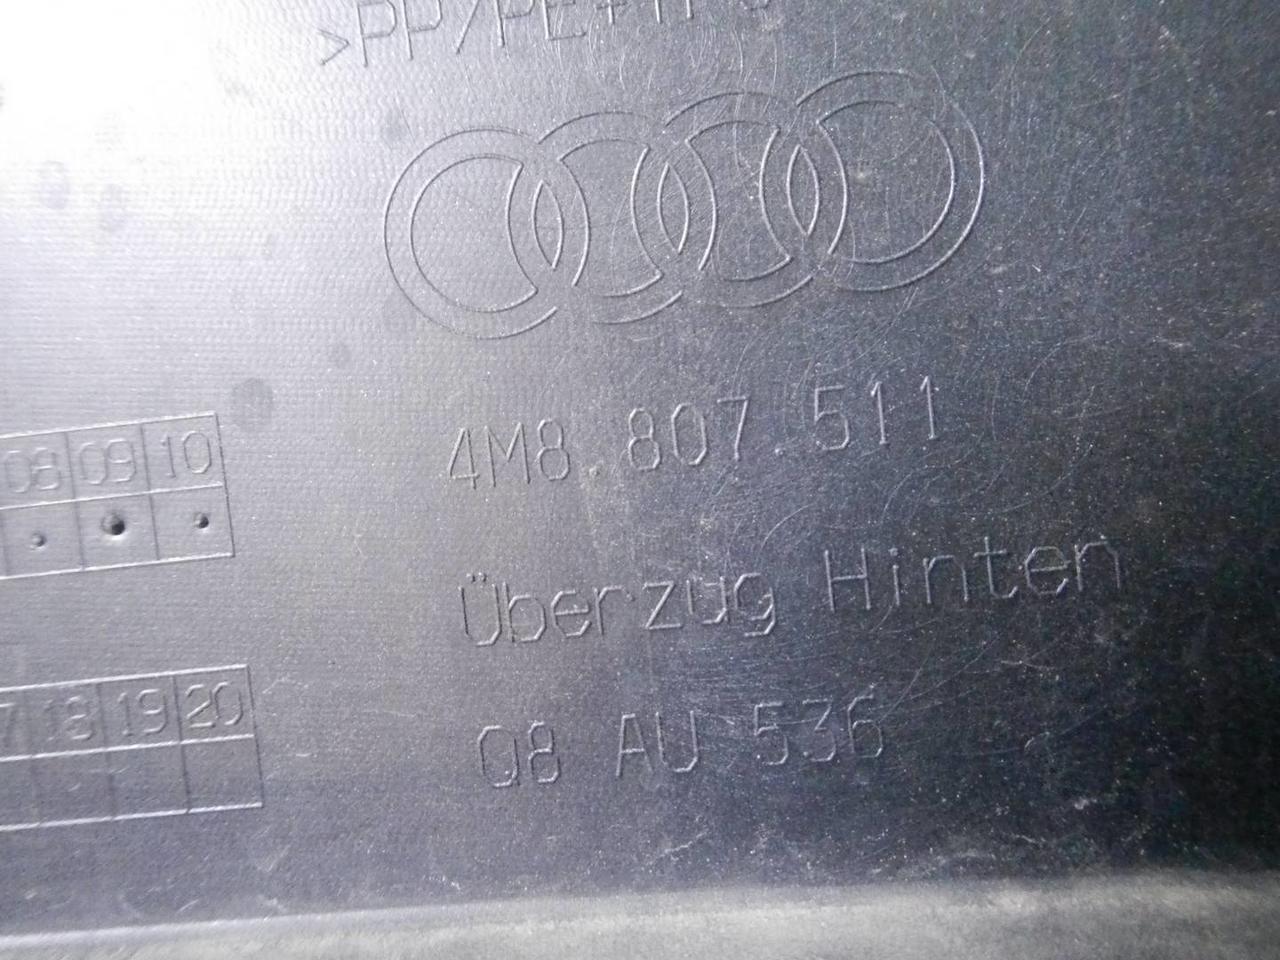 >PP/PE+T
4M8.807.511
08 09 10
Überzug Hinten
18 19 20
Q8 AU 536